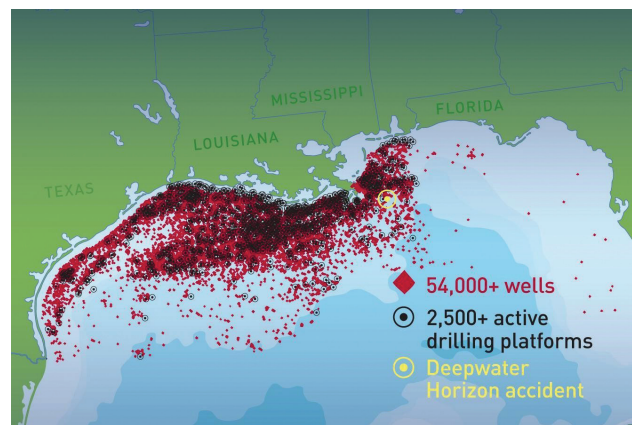 MISSISSIPPI
FLORIDA
LOUISIANA
TEXAS
54,000+ wells
2,500+ active
drilling platforms
Deepwater
Horizon accident